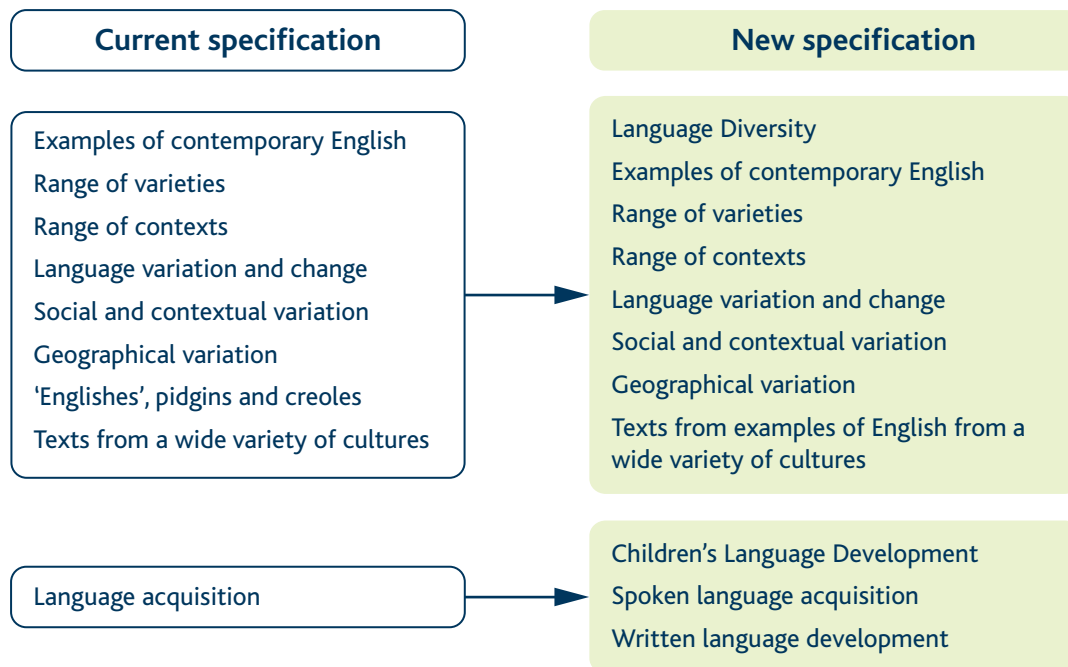 Current specification
New specification
Examples of contemporary English
Range of varieties
Range of contexts
Language variation and change
Social and contextual variation
Geographical variation
‘Englishes’, pidgins and creoles
Texts from a wide variety of cultures
Language Diversity
Examples of contemporary English
Range of varieties
Range of contexts
Language variation and change
Social and contextual variation
Geographical variation
Texts from examples of English from a
wide variety of cultures
Language acquisition
Children’s Language Development
Spoken language acquisition
Written language development